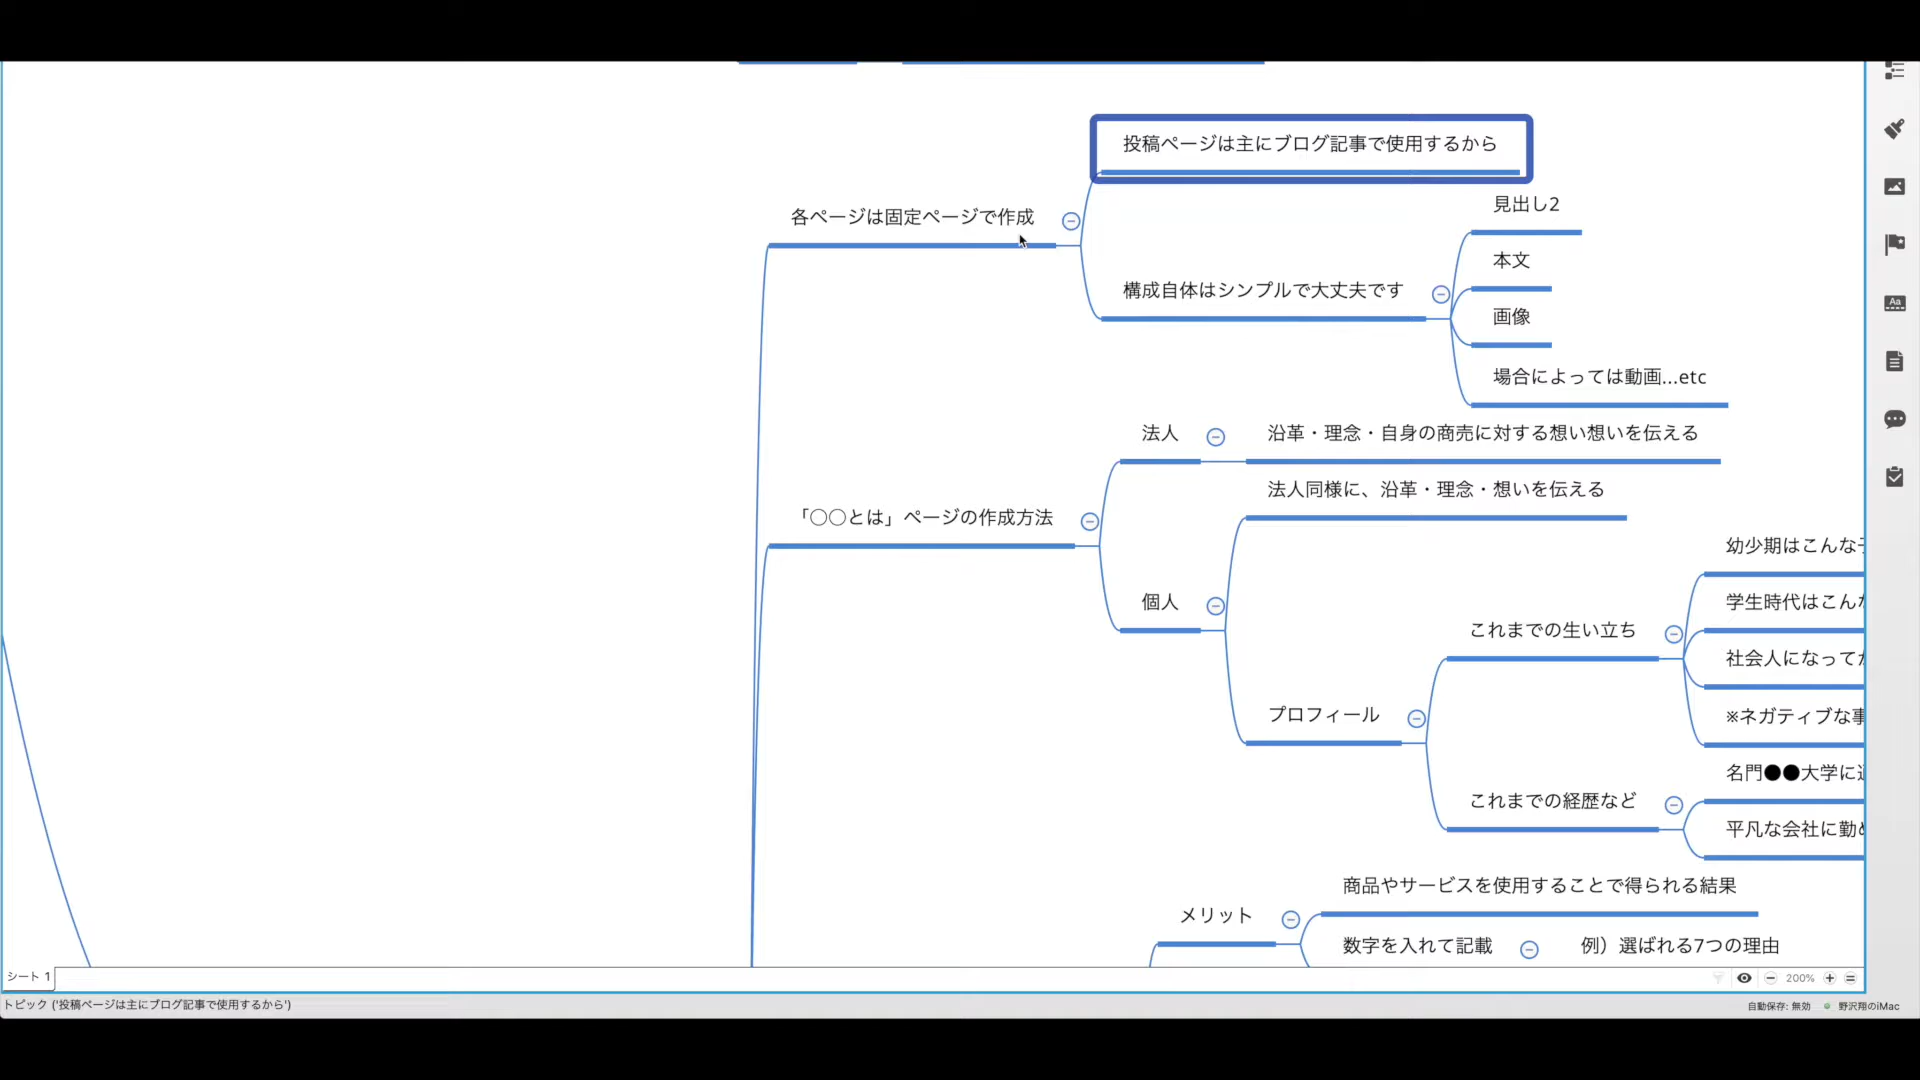 投稿ページは主にブログ記事で使用するから
各ページは固定ページで作成
見出し2
本文
構成自体はシンプルで大丈夫です
画像
場合によっては動画...etc
法人
沿革・理念・自身の商売に対する想い想いを伝える
法人同様に、沿革・理念・想いを伝える
「○○とは」ページの作成方法
幼少期はこんな
個人
学生時代はこん
これまでの生い立ち
社会人になって
プロフィール
※ネガティブな事
名門●●大学に
これまでの経歴など
平凡な会社に勤
商品やサービスを使用することで得られる結果
メリット
数字を入れて記載
例）選ばれる7つの理由
シート 1
200%
トピック ('投稿ページは主にブログ記事で使用するから')
自動保存: 無効
野沢翔のiMac
Aa